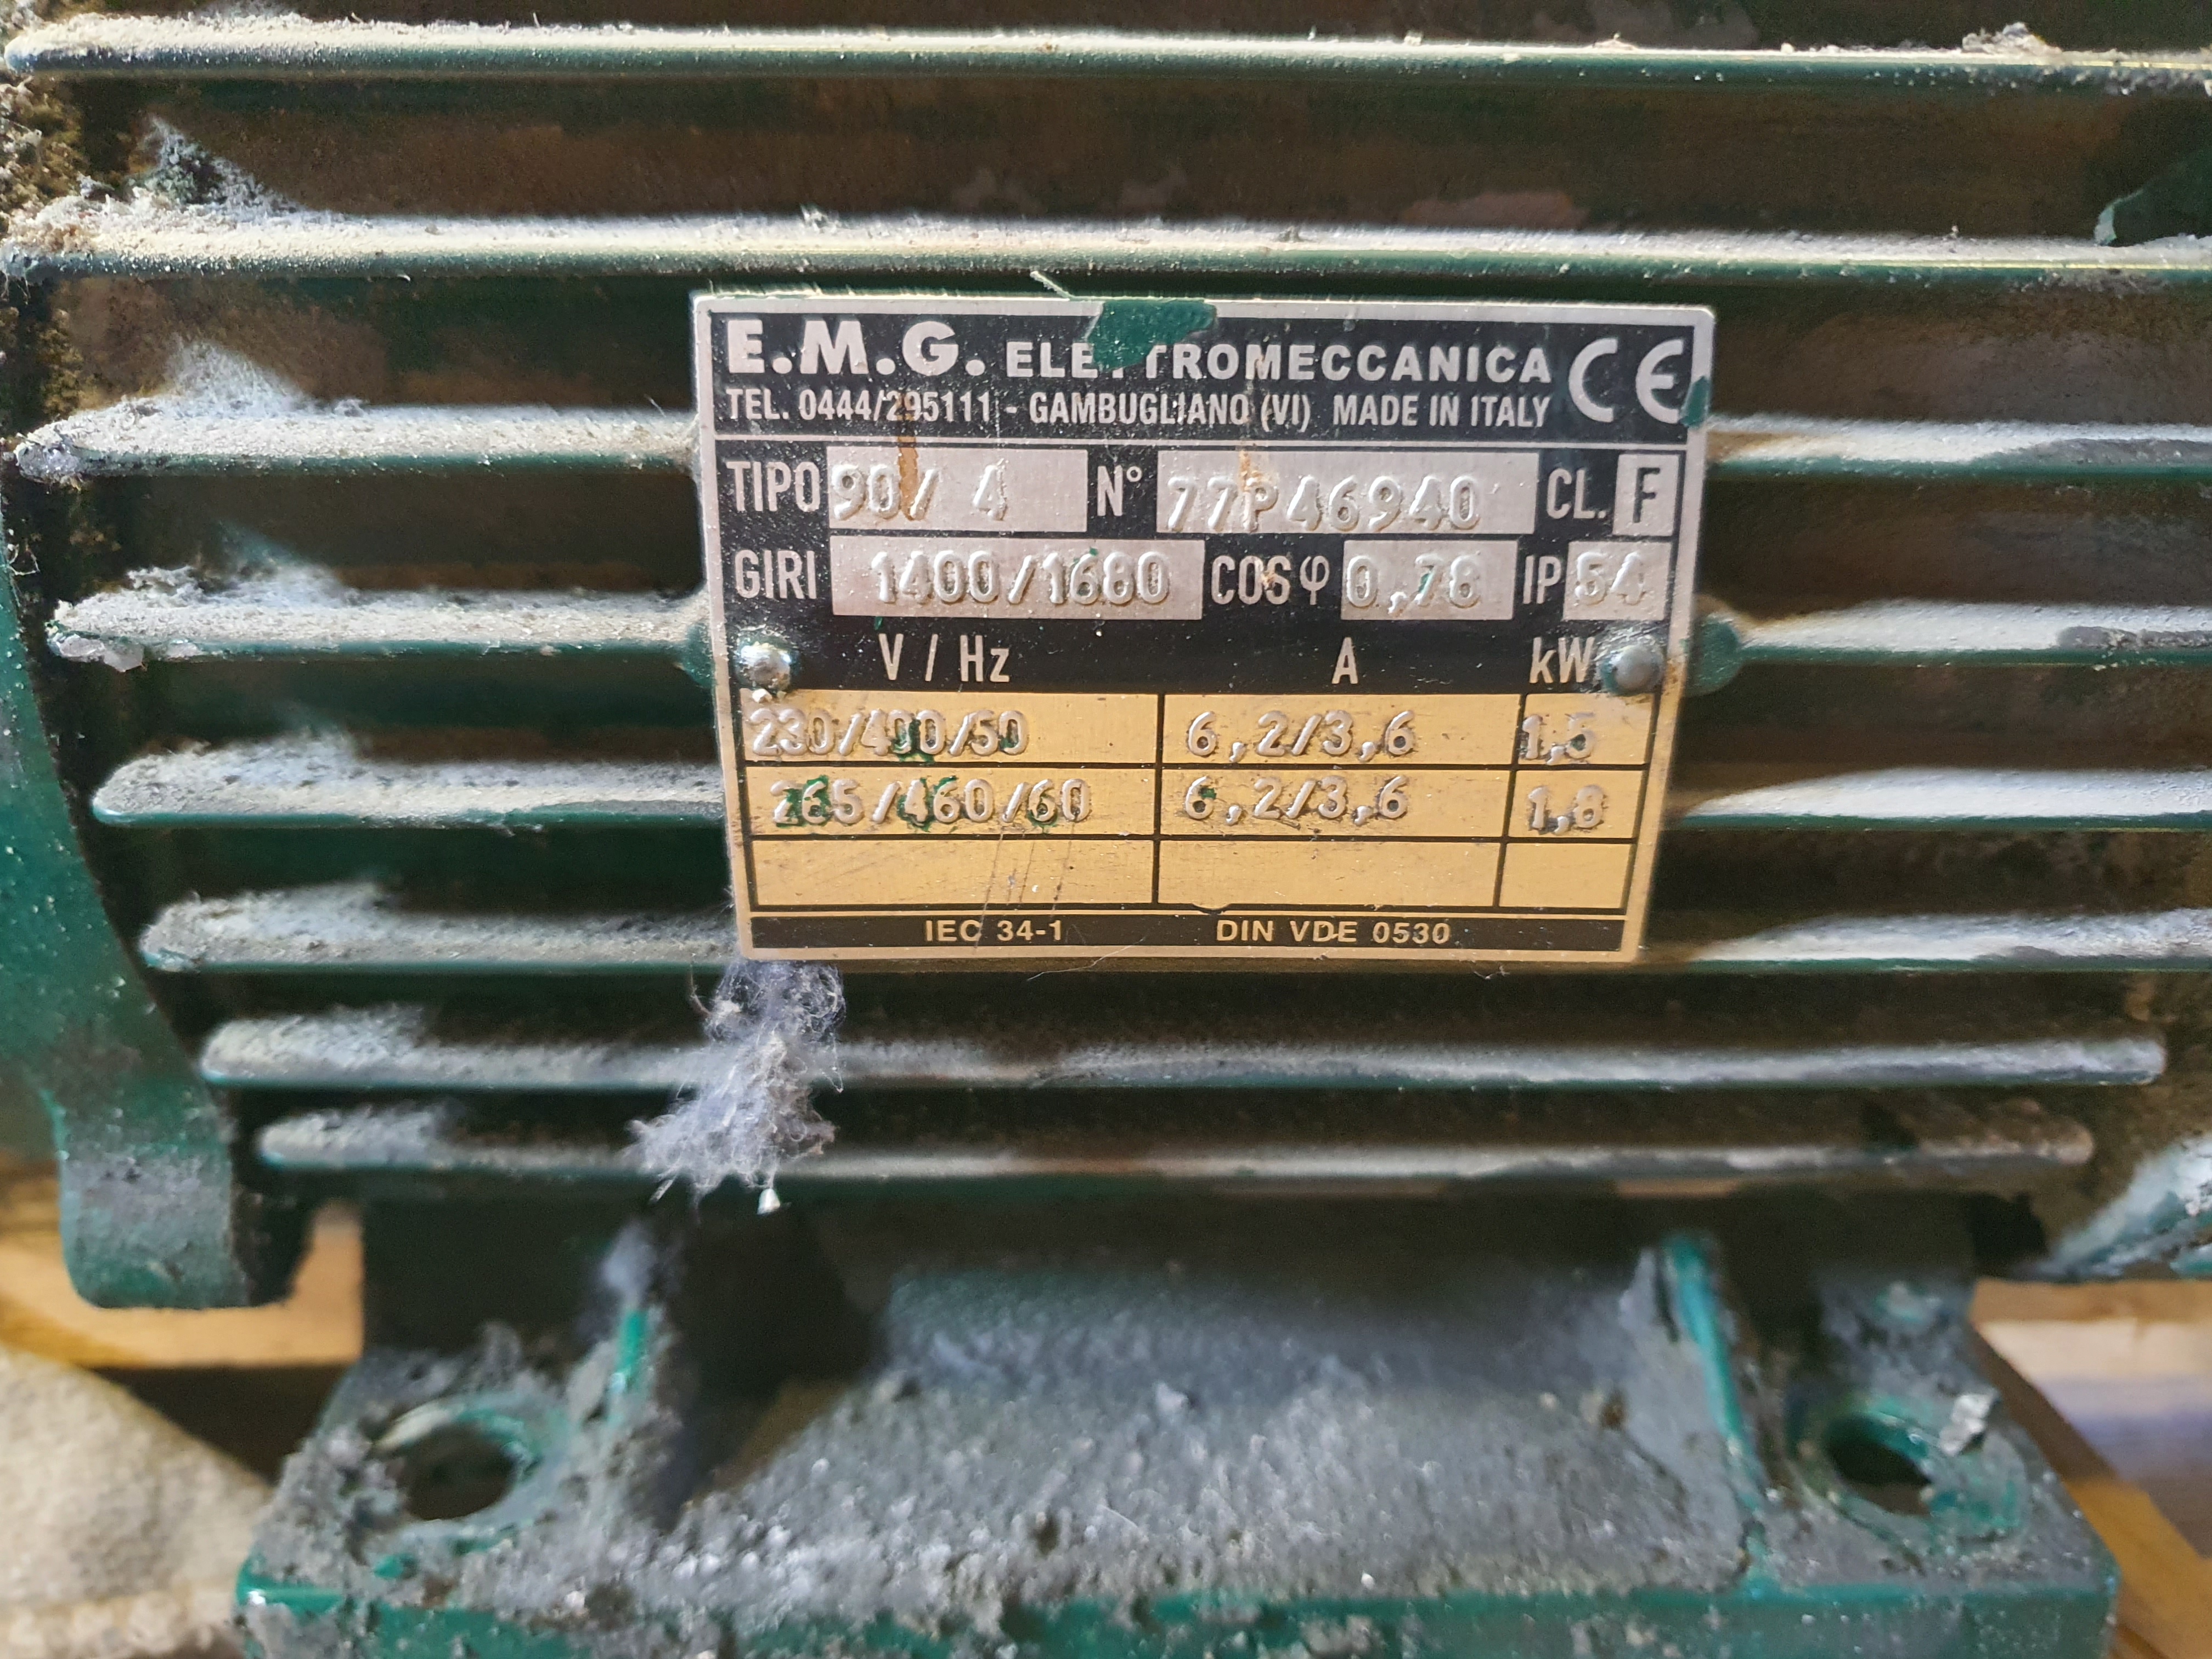 E.M.G. ELETTROMECCANICA CE
TEL. 0444/295111 - GAMBUGLIANO (VI) MADE IN ITALY
TIPO 90/ 4 N° 77P46940 CL. F
GIRI 1400/1680 COSφ 0,78 IP 54
V / Hz A kW
230/400/50 6,2/3,6 1,5
265/460/60 6,2/3,6 1,8
IEC 34-1 DIN VDE 0530